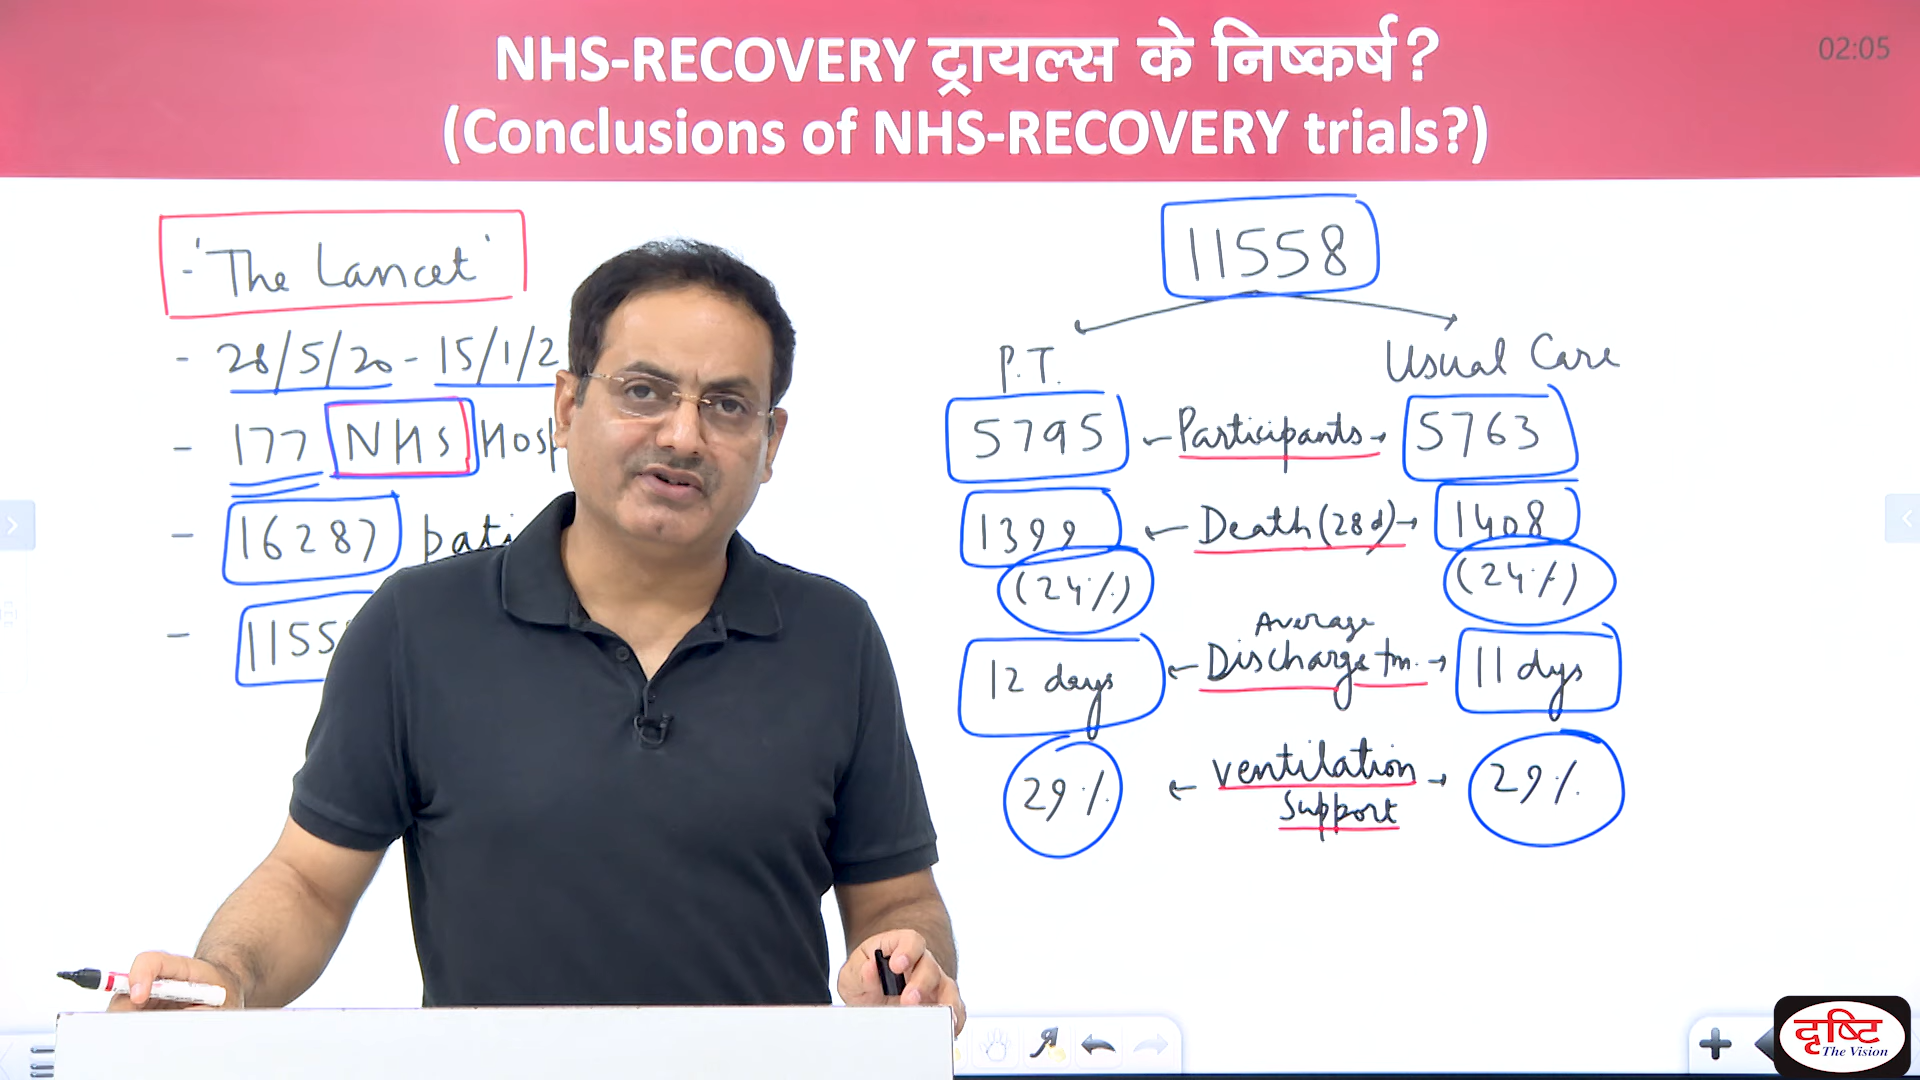 NHS-RECOVERY ट्रायल्स के निष्कर्ष?
(Conclusions of NHS-RECOVERY trials?)
02:05
- 'The Lancet'
- 28/5/20 - 15/1/2
- 177 NHS Hosp
- 16287 pati
- 1155
11558
P.T. Usual Care
5795 Participants 5763
1399 Death (28d) 1408
(24%) (24%)
12 days Average Discharge tm. 11 dys
29% ventilation support 29%
दृष्टि
The Vision